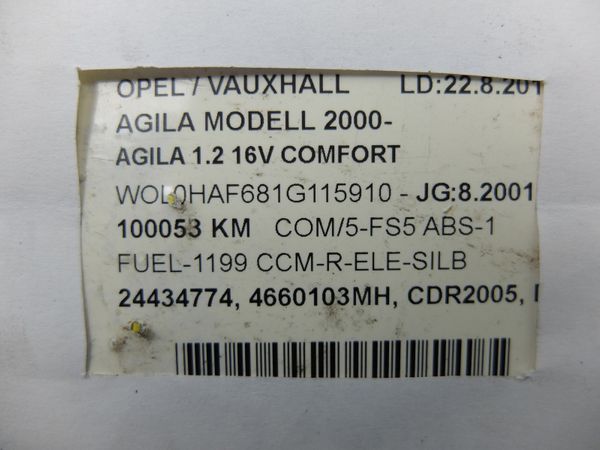 OPEL / VAUXHALL LD:22.8.201
AGILA MODELL 2000-
AGILA 1.2 16V COMFORT
WOL0HAF681G115910 - JG:8.2001
100053 KM COM/5-FS5 ABS-1
FUEL-1199 CCM-R-ELE-SILB
24434774, 4660103MH, CDR2005,